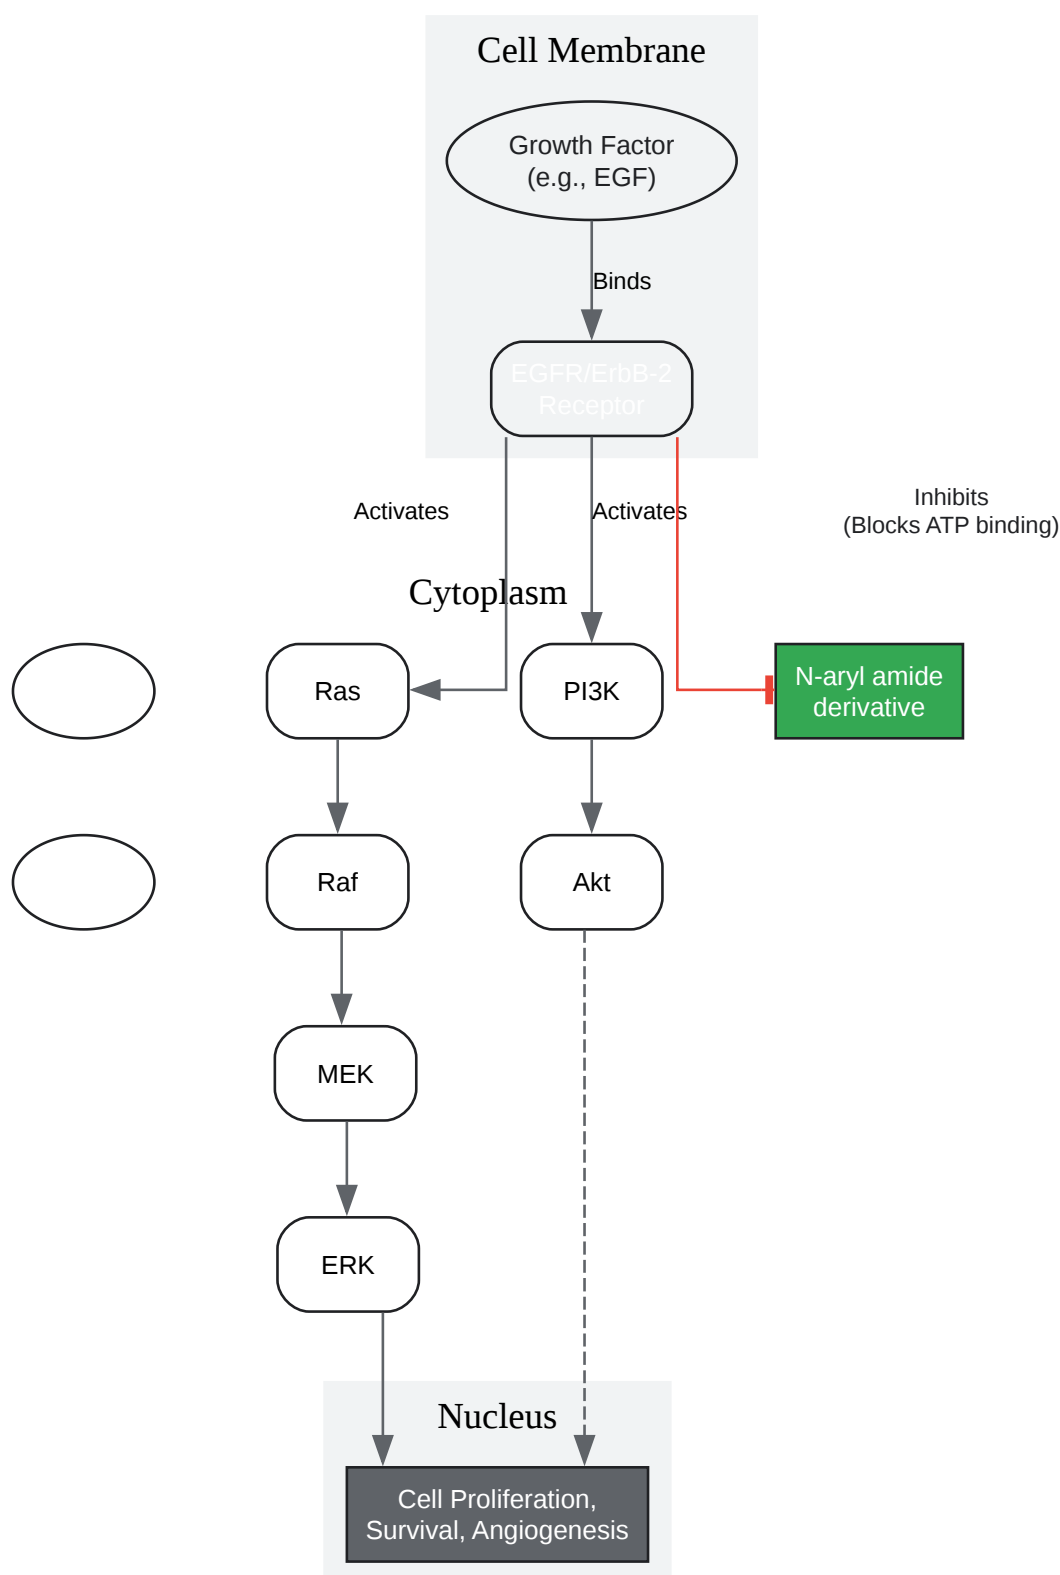 Cell Membrane
Growth Factor
(e.g., EGF)
Binds
EGFR/ErbB-2
Receptor
Activates
Activates
Inhibits
(Blocks ATP binding)
Cytoplasm
Ras
PI3K
N-aryl amide
derivative
Raf
Akt
MEK
ERK
Nucleus
Cell Proliferation,
Survival, Angiogenesis